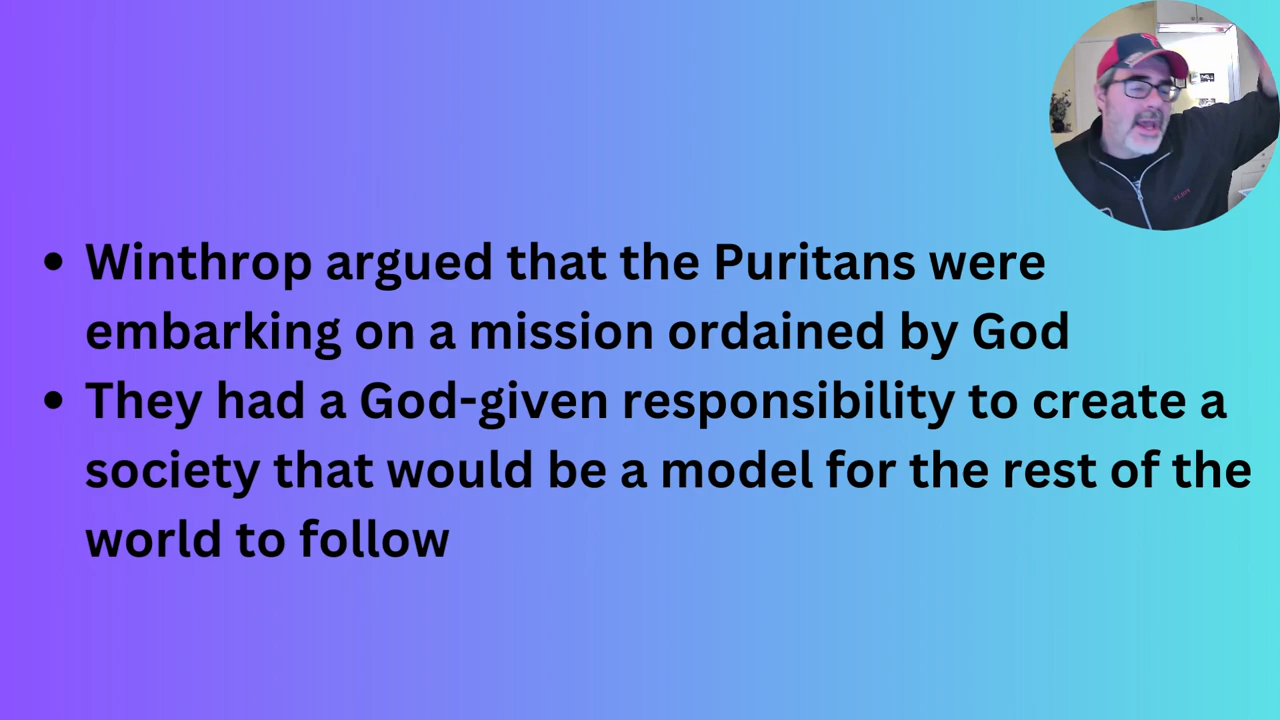 • Winthrop argued that the Puritans were
embarking on a mission ordained by God
• They had a God-given responsibility to create a
society that would be a model for the rest of the
world to follow